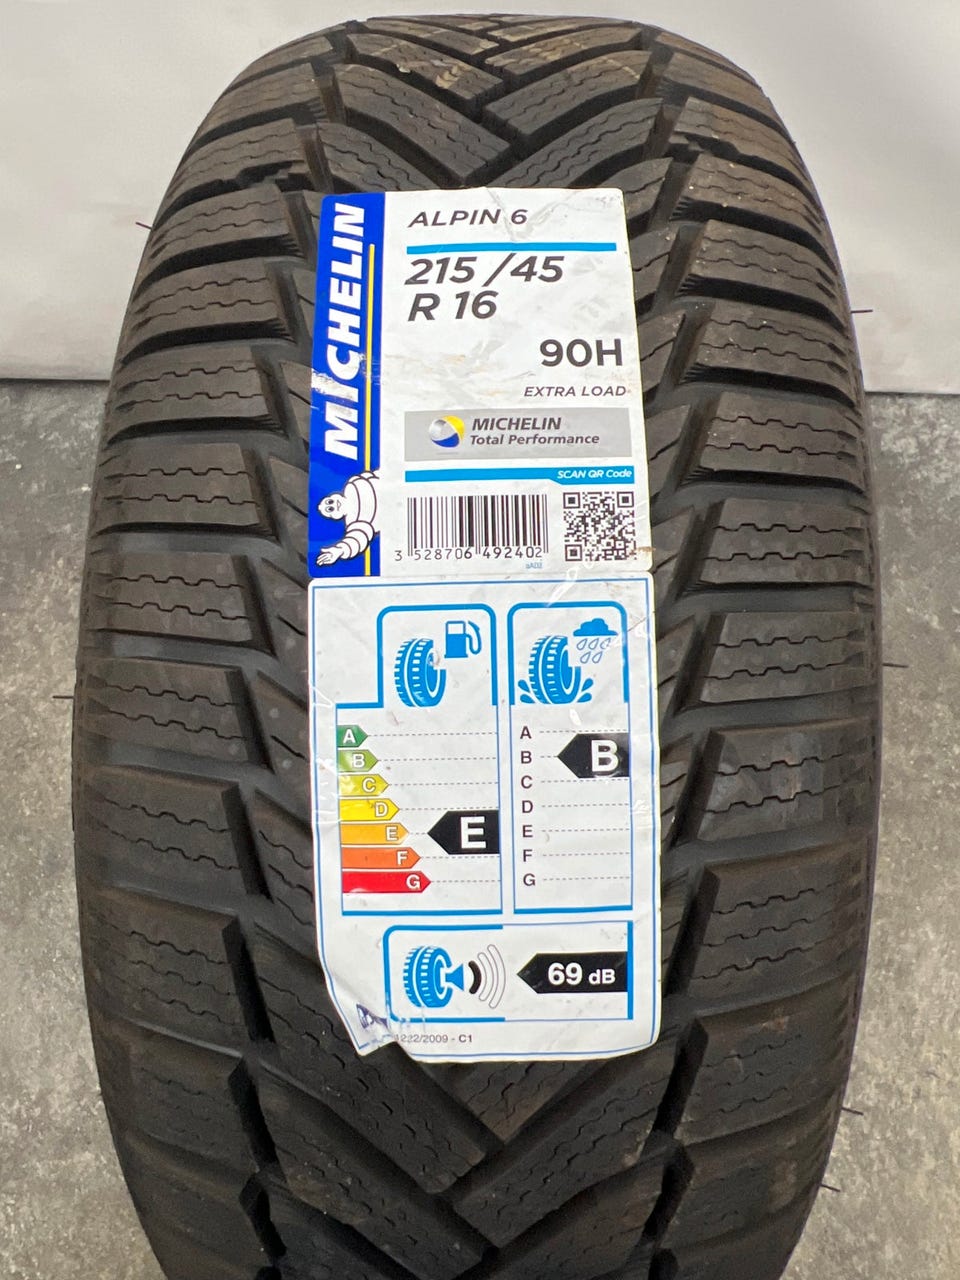 MICHELIN
ALPIN 6
215 /45
R 16
90H
EXTRA LOAD
MICHELIN
Total Performance
SCAN QR Code
3 528706 492402
A
B
C
D
E
F
G
E
A
B
C
D
E
F
G
B
69 dB
1222/2009 - C1